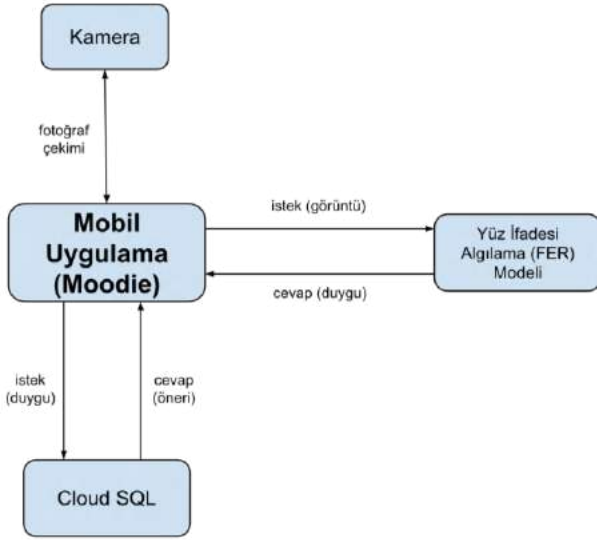 Kamera
fotoğraf
çekimi
Mobil
Uygulama
(Moodie)
istek (görüntü)
cevap (duygu)
Yüz İfadesi
Algılama (FER)
Modeli
istek
(duygu)
cevap
(öneri)
Cloud SQL